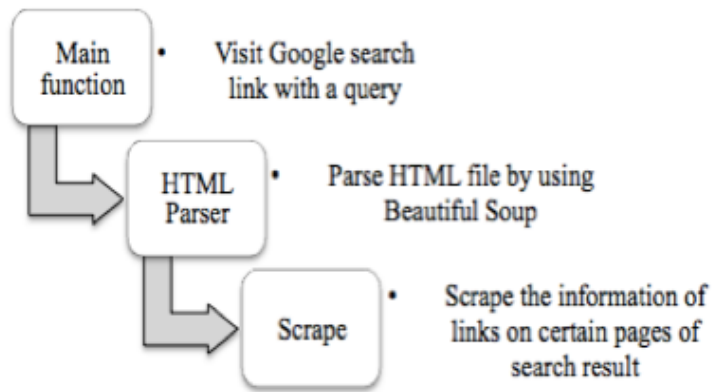 Main
function
• Visit Google search
link with a query
HTML
Parser
• Parse HTML file by using
Beautiful Soup
Scrape
• Scrape the information of
links on certain pages of
search result